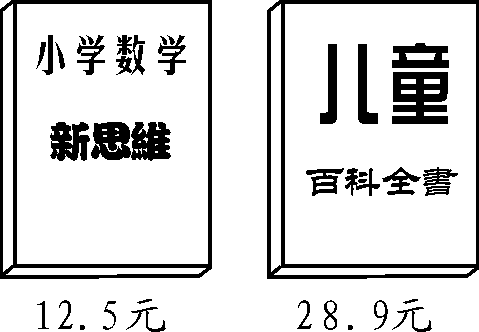 小学数学
新思維
12.5元
儿童
百科全書
28.9元